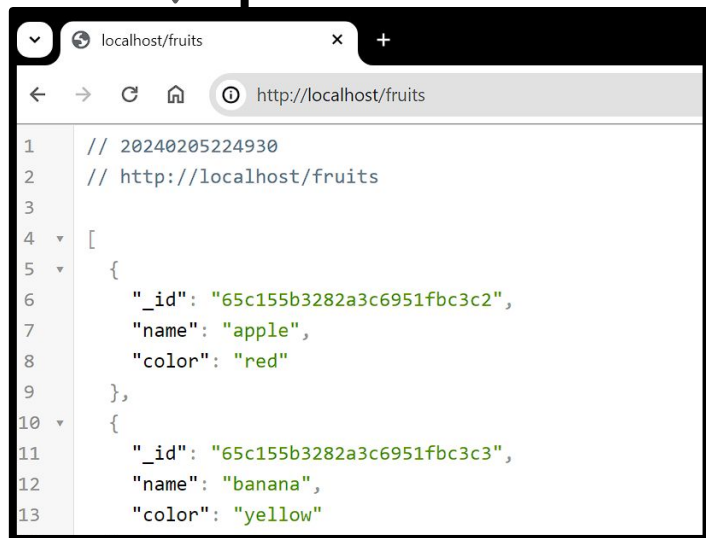 localhost/fruits
http://localhost/fruits
1 // 20240205224930
2 // http://localhost/fruits
3
4 [
5 {
6 "_id": "65c155b3282a3c6951fbc3c2",
7 "name": "apple",
8 "color": "red"
9 },
10 {
11 "_id": "65c155b3282a3c6951fbc3c3",
12 "name": "banana",
13 "color": "yellow"